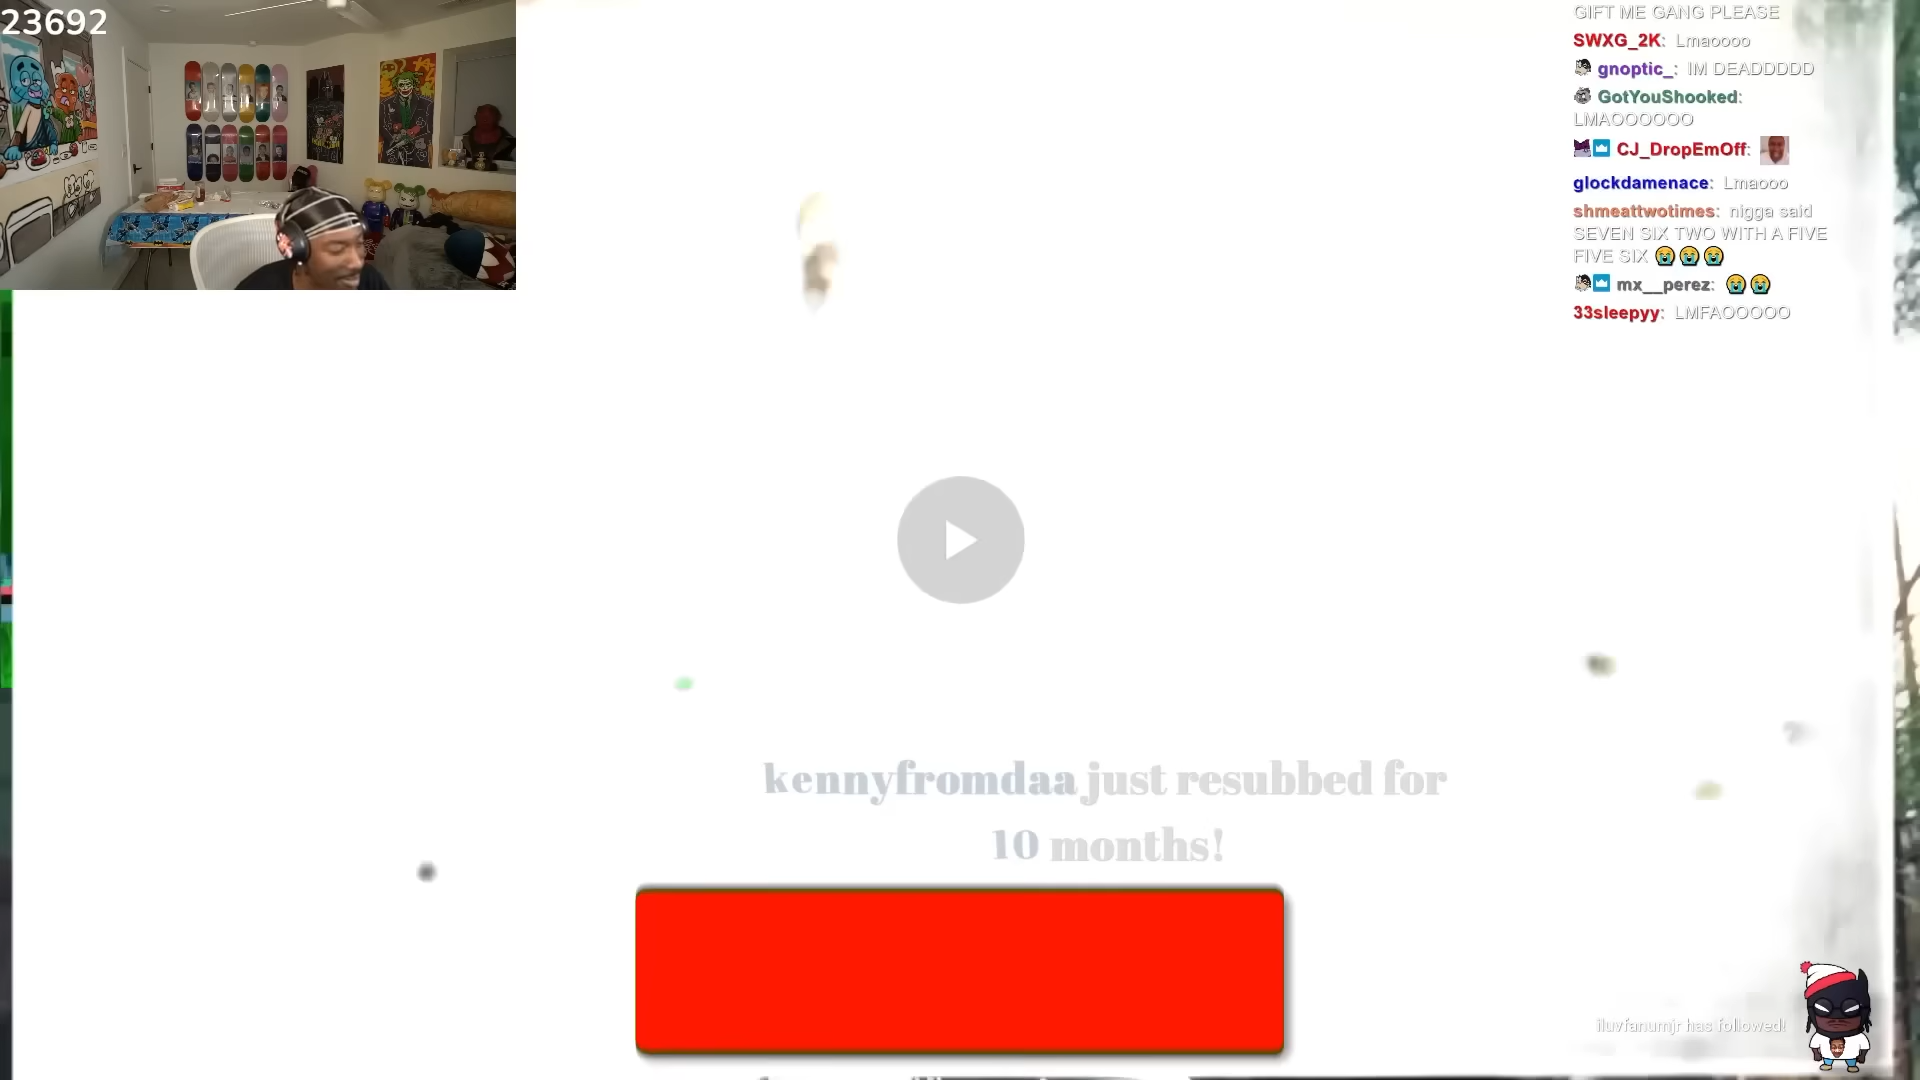 23692
GIFT ME GANG PLEASE
SWXG_2K: Lmaoooo
gnoptic_: IM DEADDDDD
GotYouShooked:
LMAOOOOOO
CJ_DropEmOff:
glockdamenace: Lmaooo
shmeattwotimes: nigga said
SEVEN SIX TWO WITH A FIVE
FIVE SIX 😭😭😭
mx__perez: 😭😭
33sleepyy: LMFAOOOOO
kennyfromdaa just resubbed for
10 months!
iluvfanumjr has followed!